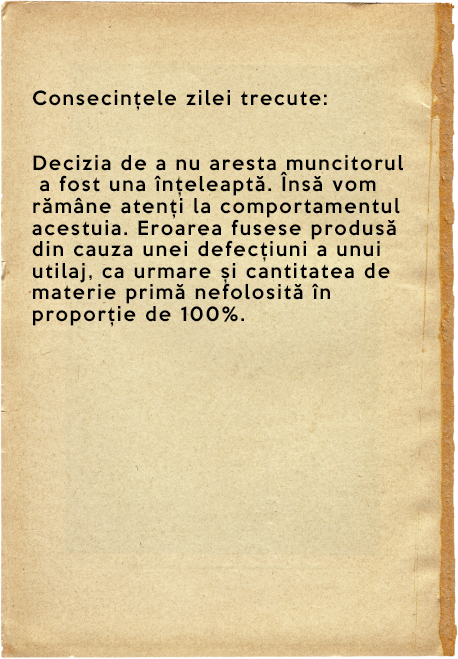 Consecințele zilei trecute:
Decizia de a nu aresta muncitorul
a fost una înțeleaptă. Însă vom
rămâne atenți la comportamentul
acestuia. Eroarea fusese produsă
din cauza unei defecțiuni a unui
utilaj, ca urmare și cantitatea de
materie primă nefolosită în
proporție de 100%.